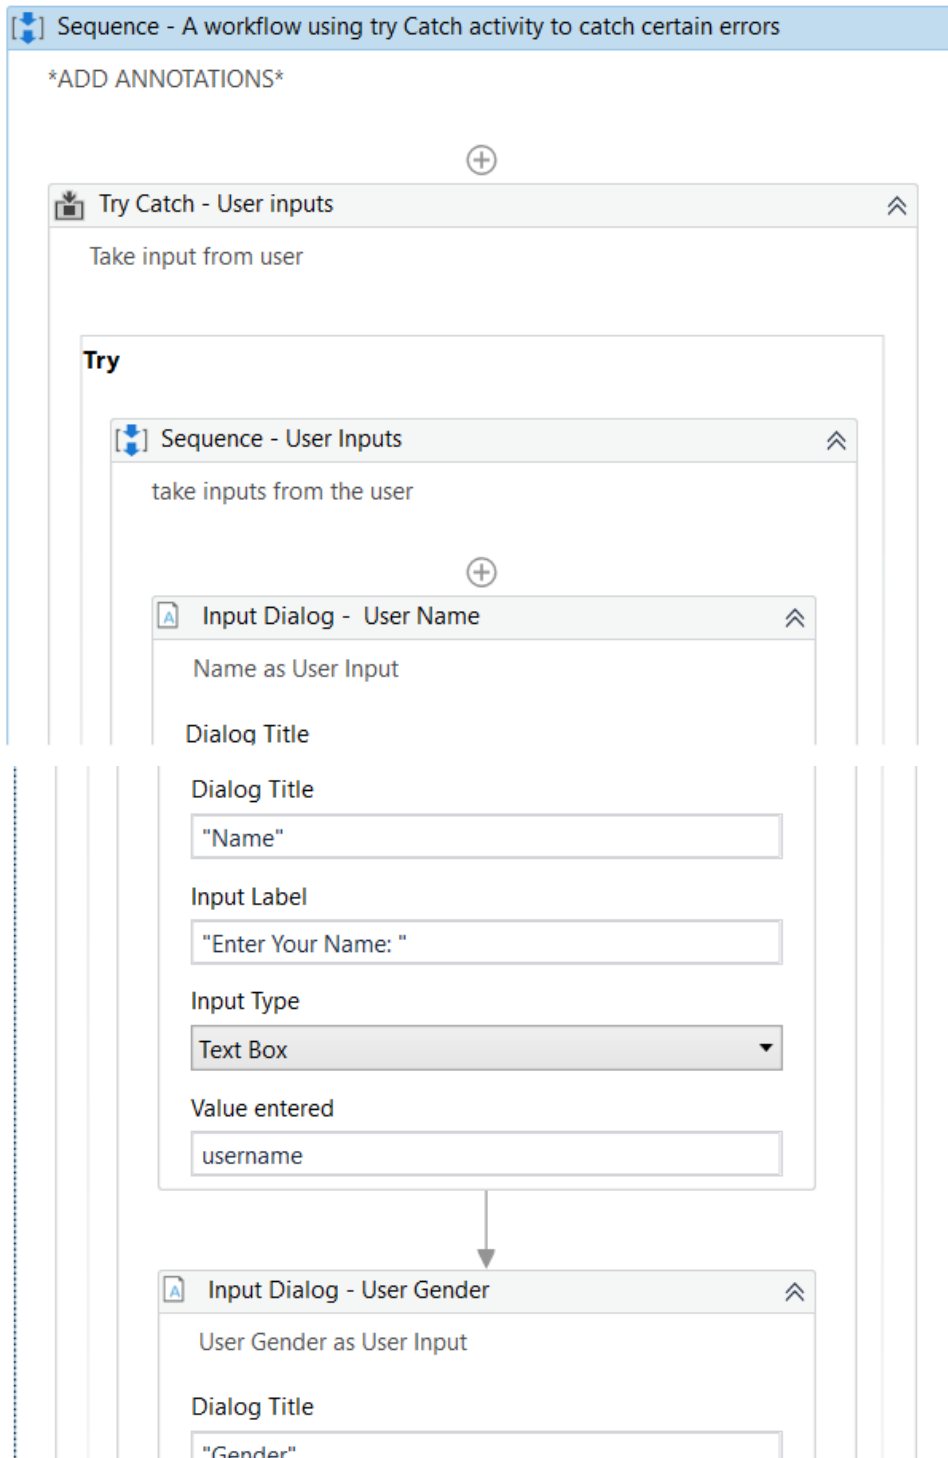 Sequence - A workflow using try Catch activity to catch certain errors
*ADD ANNOTATIONS*
Try Catch - User inputs
Take input from user
Try
Sequence - User Inputs
take inputs from the user
Input Dialog -  User Name
Name as User Input
Dialog Title
Dialog Title
"Name"
Input Label
"Enter Your Name: "
Input Type
Text Box
Value entered
username
Input Dialog - User Gender
User Gender as User Input
Dialog Title
"Gender"